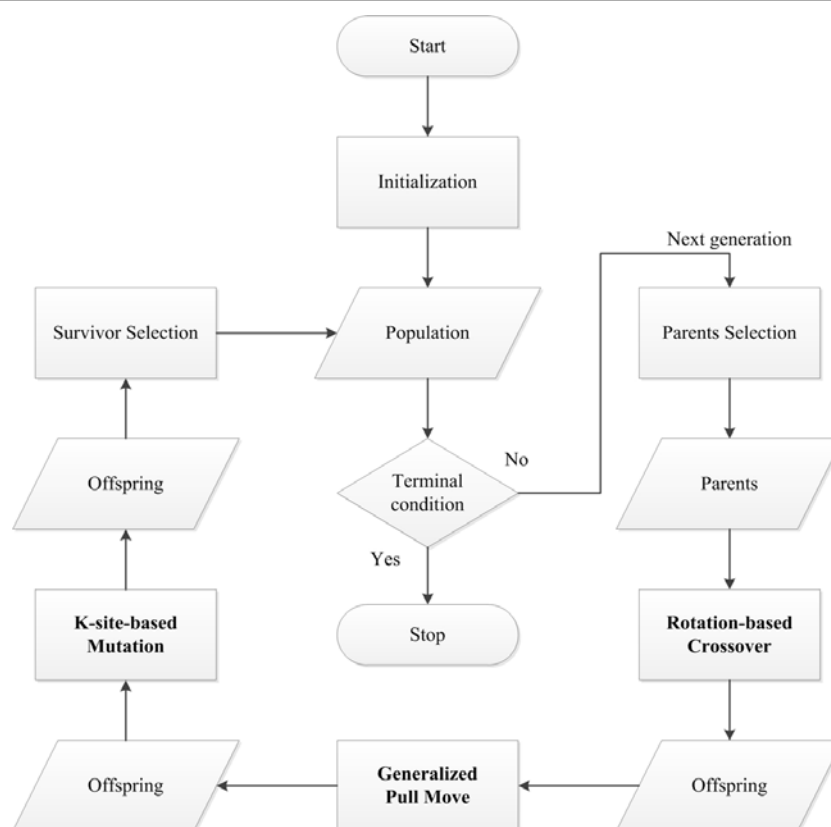 Start
Initialization
Next generation
Survivor Selection
Population
Parents Selection
No
Offspring
Terminal
condition
Parents
Yes
K-site-based
Mutation
Stop
Rotation-based
Crossover
Offspring
Generalized
Pull Move
Offspring